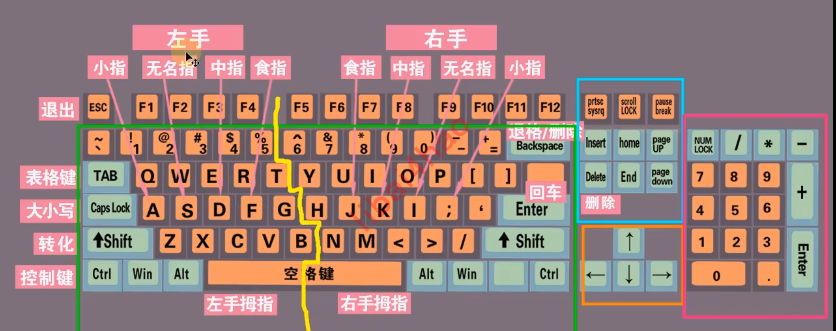 左手 右手
小指 无名指 中指 食指 食指 中指 无名指 小指
退出 ESC F1 F2 F3 F4 F5 F6 F7 F8 F9 F10 F11 F12 prtsc sysrq scroll LOCK pause break
退格/删除
~ ` ! 1 @ 2 # 3 $ 4 % 5 ^ 6 & 7 * 8 ( 9 ) 0 _ - + = Backspace Insert home page UP NUM LOCK / * -
表格键 TAB Q W E R T Y U I O P [ ] Delete End page down 7 8 9 +
回车 删除
大小写 Caps Lock A S D F G H J K l ; ‘ Enter 4 5 6
转化 Shift Z X C V B N M < > / Shift ↑ 1 2 3 Enter
控制键 Ctrl Win Alt 空格键 Alt Win Ctrl ← ↓ → 0 .
左手拇指 右手拇指